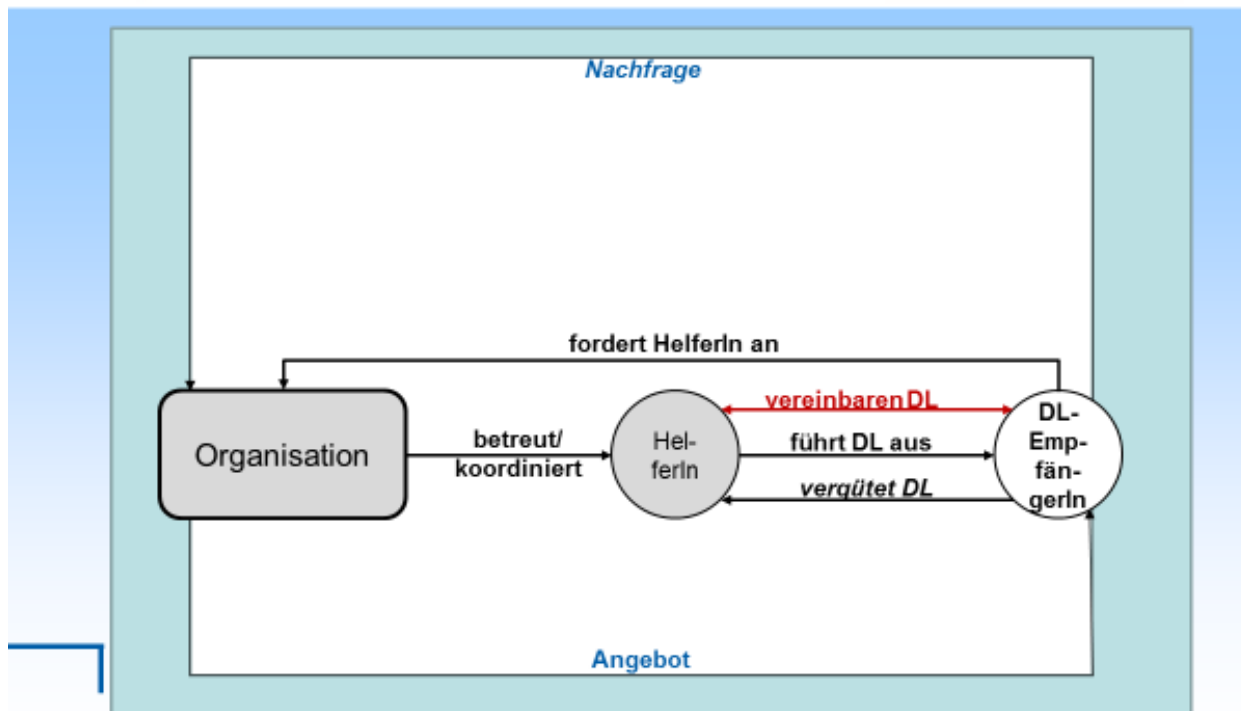 Nachfrage
fordert HelferIn an
vereinbaren DL
Organisation
betreut/
koordiniert
Hel-
ferIn
führt DL aus
vergütet DL
DL-
Emp-
fän-
gerIn
Angebot